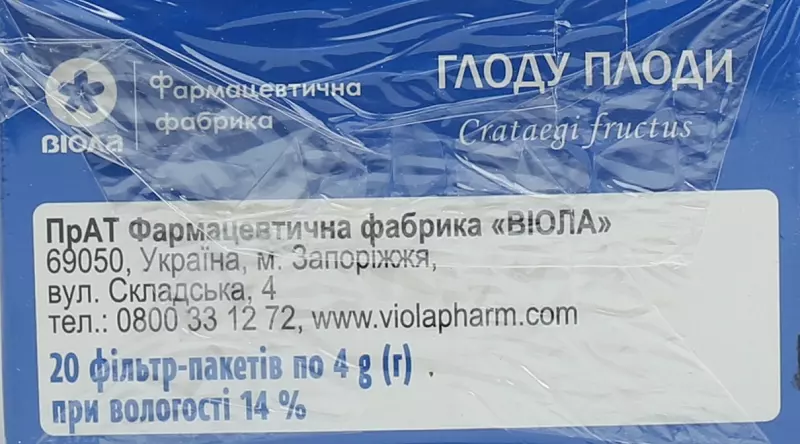 ВІОЛА
Фармацевтична
фабрика
ГЛОДУ ПЛОДИ
Crataegi fructus
ПрАТ Фармацевтична фабрика «ВІОЛА»
69050, Україна, м. Запоріжжя,
вул. Складська, 4
тел.: 0800 33 12 72, www.violapharm.com
20 фільтр-пакетів по 4 g (г)
при вологості 14 %